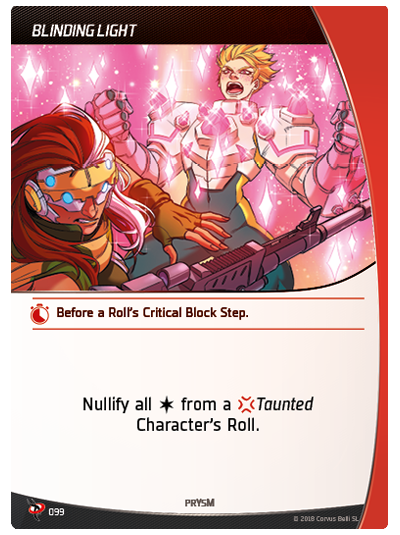 BLINDING LIGHT
Before a Roll's Critical Block Step.
Nullify all ✶ from a Taunted
Character's Roll.
PRYSM
099
© 2018 Corvus Belli SL